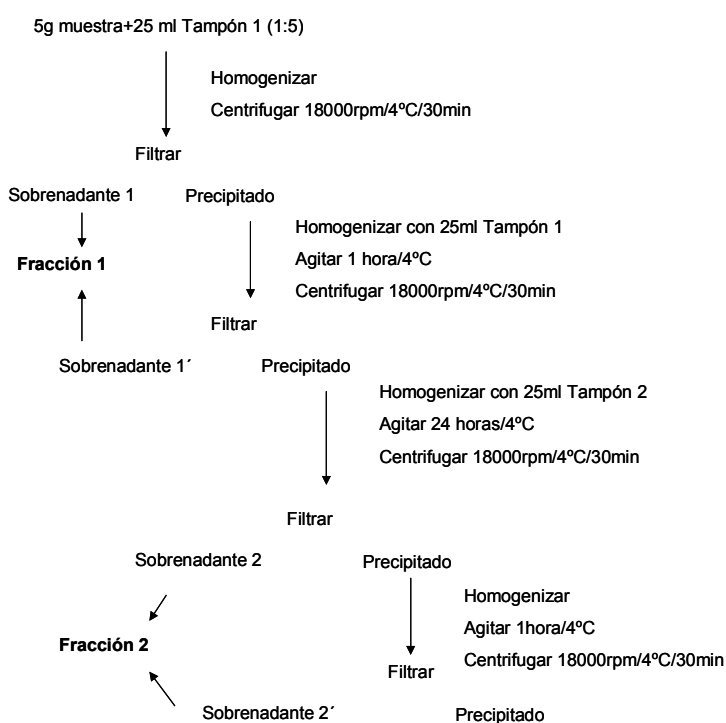 5g muestra+25 ml Tampón 1 (1:5)
Homogenizar
Centrifugar 18000rpm/4ºC/30min
Filtrar
Sobrenadante 1
Precipitado
Fracción 1
Homogenizar con 25ml Tampón 1
Agitar 1 hora/4ºC
Centrifugar 18000rpm/4ºC/30min
Filtrar
Sobrenadante 1´
Precipitado
Homogenizar con 25ml Tampón 2
Agitar 24 horas/4ºC
Centrifugar 18000rpm/4ºC/30min
Filtrar
Sobrenadante 2
Precipitado
Fracción 2
Homogenizar
Agitar 1hora/4ºC
Centrifugar 18000rpm/4ºC/30min
Filtrar
Sobrenadante 2´
Precipitado